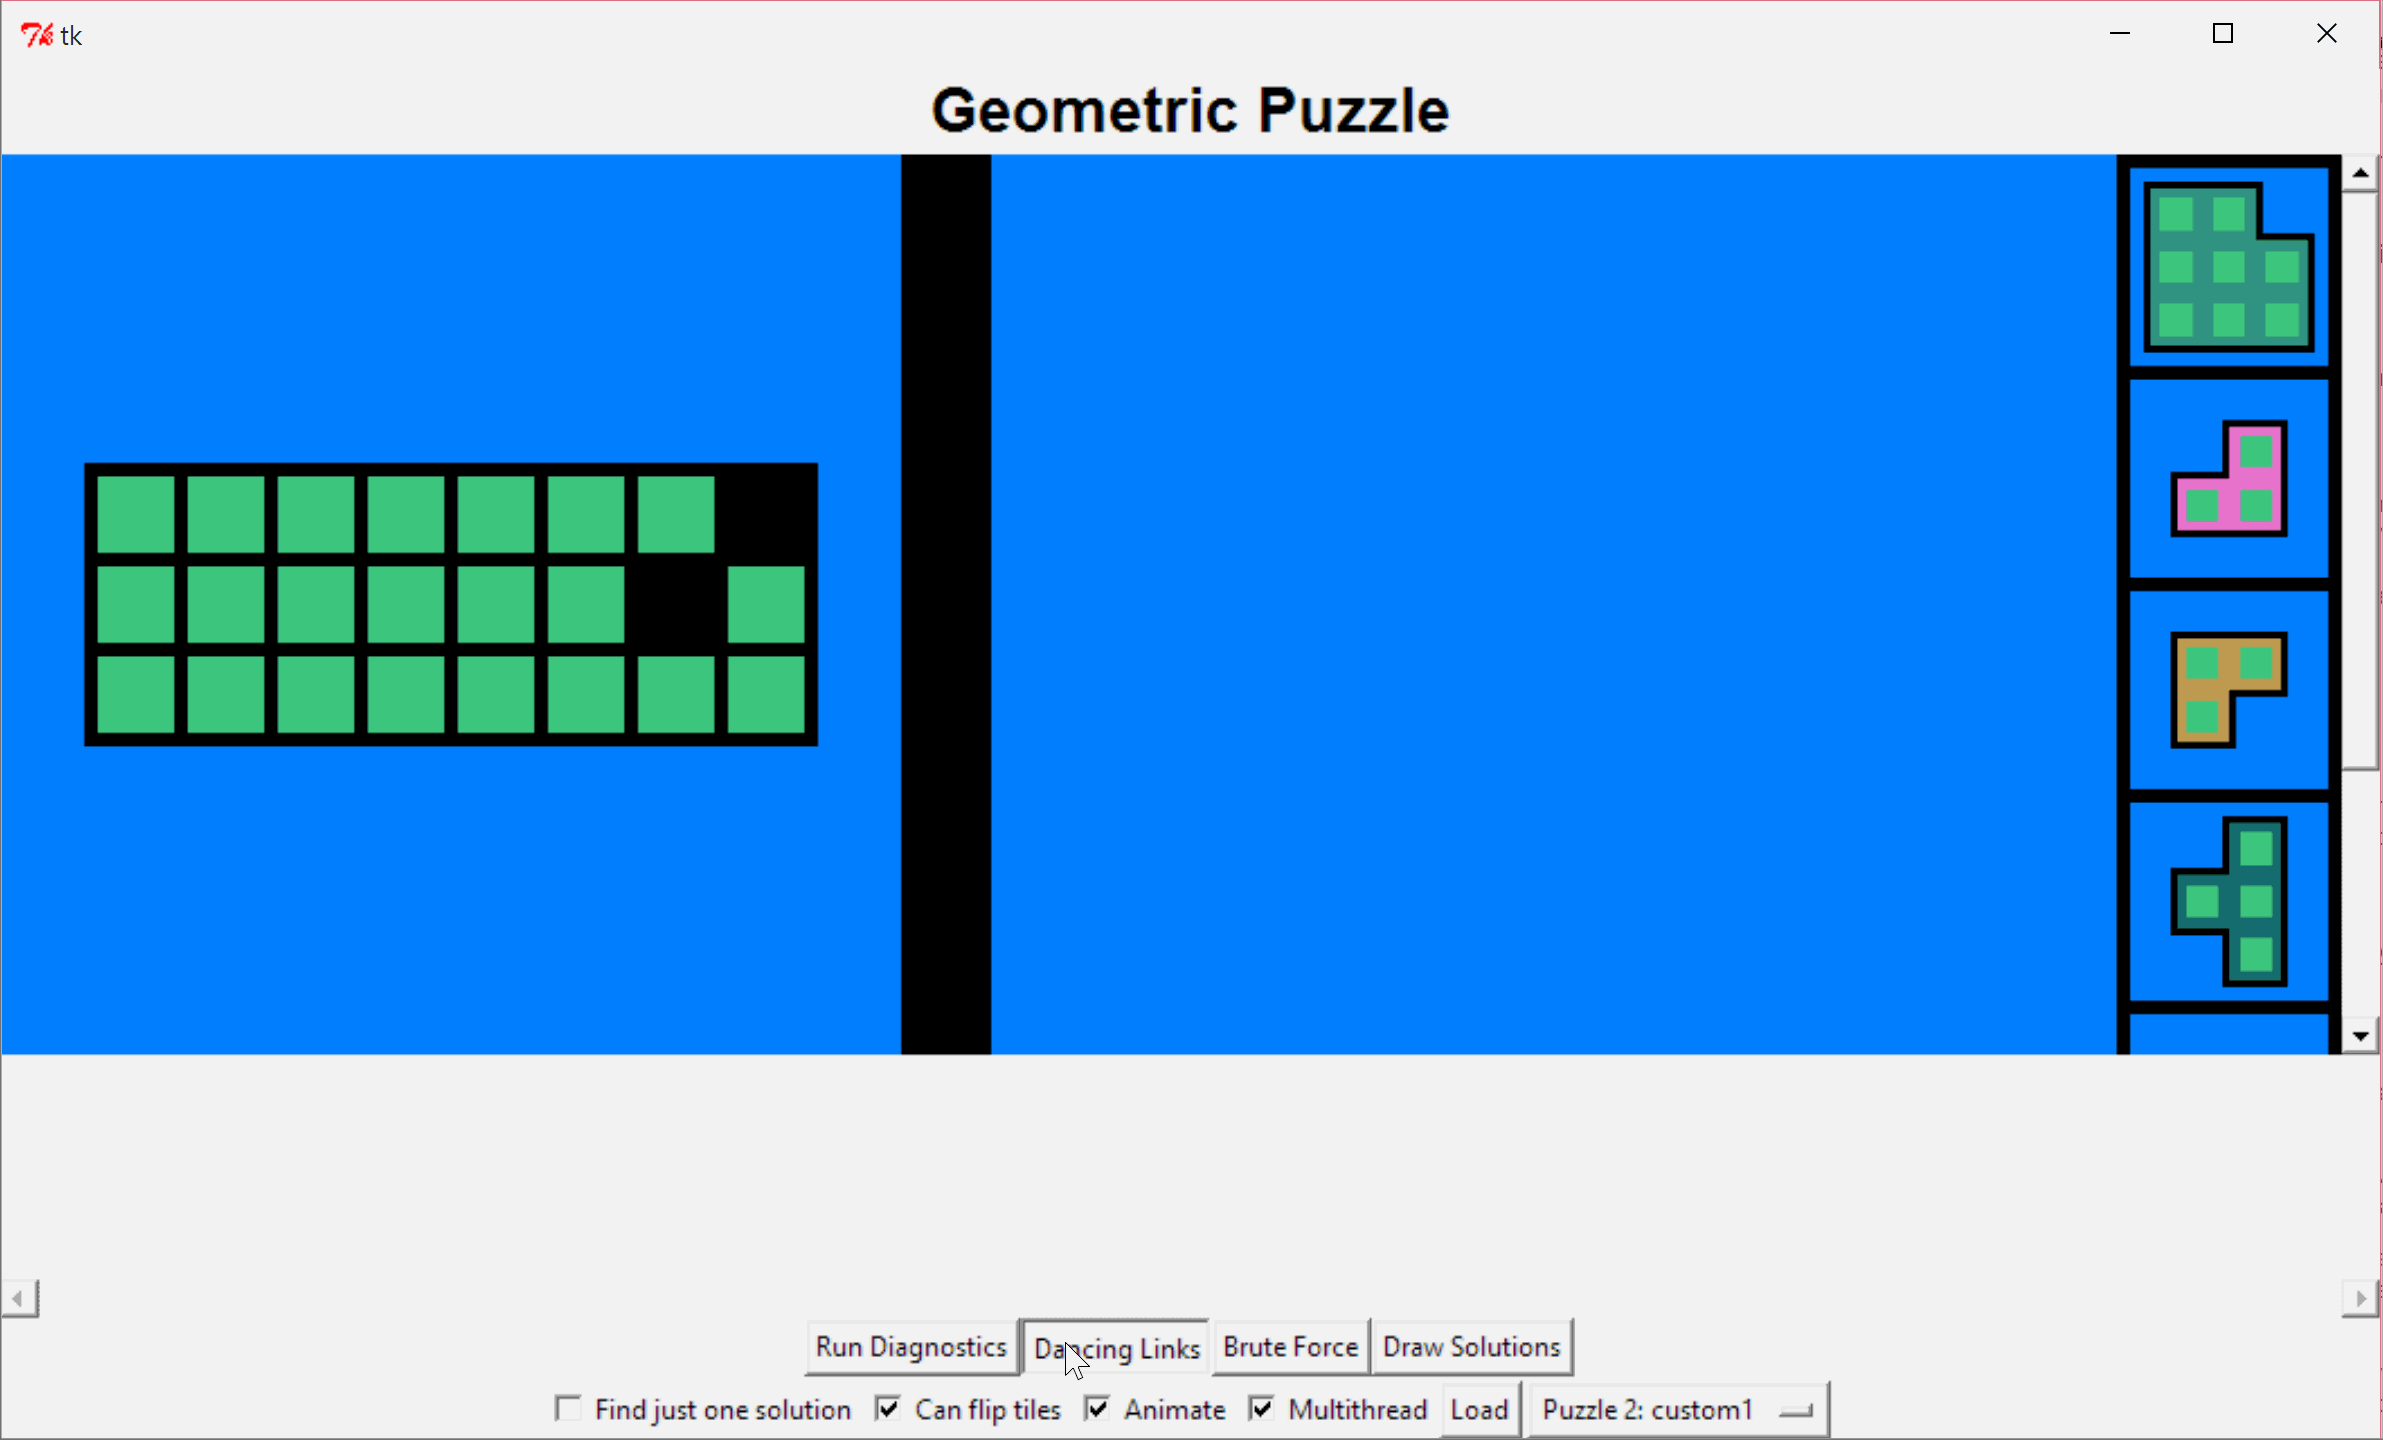 tk
Geometric Puzzle
Run Diagnostics Dancing Links Brute Force Draw Solutions
Find just one solution Can flip tiles Animate Multithread Load Puzzle 2: custom1